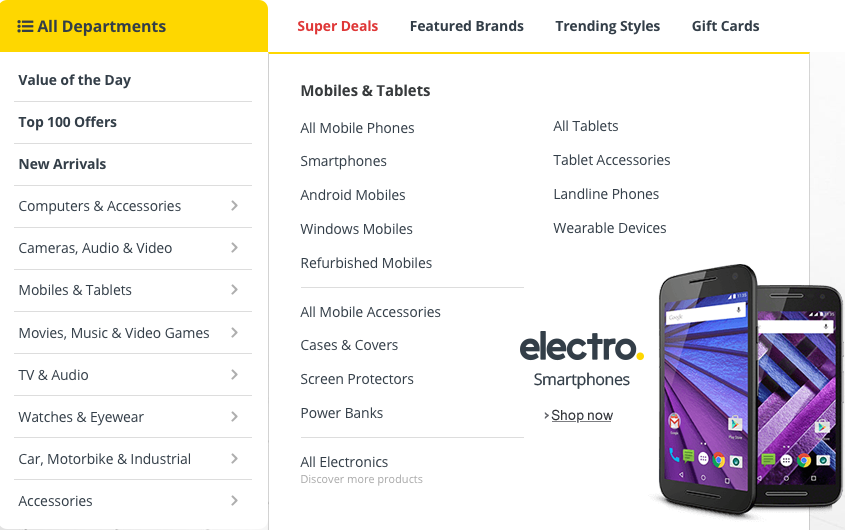 All Departments
Super Deals
Featured Brands
Trending Styles
Gift Cards
Value of the Day
Top 100 Offers
New Arrivals
Computers & Accessories
Cameras, Audio & Video
Mobiles & Tablets
Movies, Music & Video Games
TV & Audio
Watches & Eyewear
Car, Motorbike & Industrial
Accessories
Mobiles & Tablets
All Mobile Phones
Smartphones
Android Mobiles
Windows Mobiles
Refurbished Mobiles
All Mobile Accessories
Cases & Covers
Screen Protectors
Power Banks
All Electronics
Discover more products
All Tablets
Tablet Accessories
Landline Phones
Wearable Devices
electro.
Smartphones
Shop now
Google